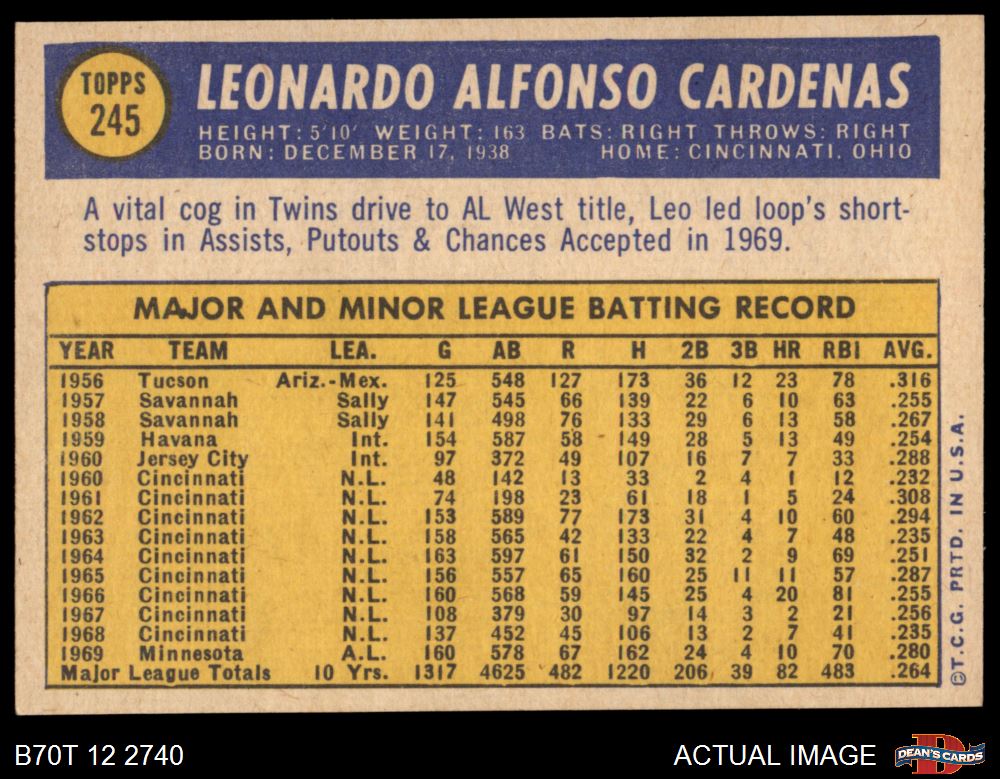 TOPPS
245
LEONARDO ALFONSO CARDENAS
HEIGHT: 5'10' WEIGHT: 163 BATS: RIGHT THROWS: RIGHT
BORN: DECEMBER 17, 1938 HOME: CINCINNATI, OHIO
A vital cog in Twins drive to AL West title, Leo led loop's short-
stops in Assists, Putouts & Chances Accepted in 1969.
MAJOR AND MINOR LEAGUE BATTING RECORD
YEAR TEAM LEA. G AB R H 2B 3B HR RBI AVG.
1956 Tucson Ariz.-Mex. 125 548 127 173 36 12 23 78 .316
1957 Savannah Sally 147 545 66 139 22 6 10 63 .255
1958 Savannah Sally 141 498 76 133 29 6 13 58 .267
1959 Havana Int. 154 587 58 149 28 5 13 49 .254
1960 Jersey City Int. 97 372 49 107 16 7 7 33 .288
1960 Cincinnati N.L. 48 142 13 33 2 4 1 12 .232
1961 Cincinnati N.L. 74 198 23 61 18 1 5 24 .308
1962 Cincinnati N.L. 153 589 77 173 31 4 10 60 .294
1963 Cincinnati N.L. 158 565 42 133 22 4 7 48 .235
1964 Cincinnati N.L. 163 597 61 150 32 2 9 69 .251
1965 Cincinnati N.L. 156 557 65 160 25 11 11 57 .287
1966 Cincinnati N.L. 160 568 59 145 25 4 20 81 .255
1967 Cincinnati N.L. 108 379 30 97 14 3 2 21 .256
1968 Cincinnati N.L. 137 452 45 106 13 2 7 41 .235
1969 Minnesota A.L. 160 578 67 162 24 4 10 70 .280
Major League Totals 10 Yrs. 1317 4625 482 1220 206 39 82 483 .264
©T.C.G. PRTD. IN U.S.A.
B70T 12 2740
ACTUAL IMAGE
DEAN'S CARDS